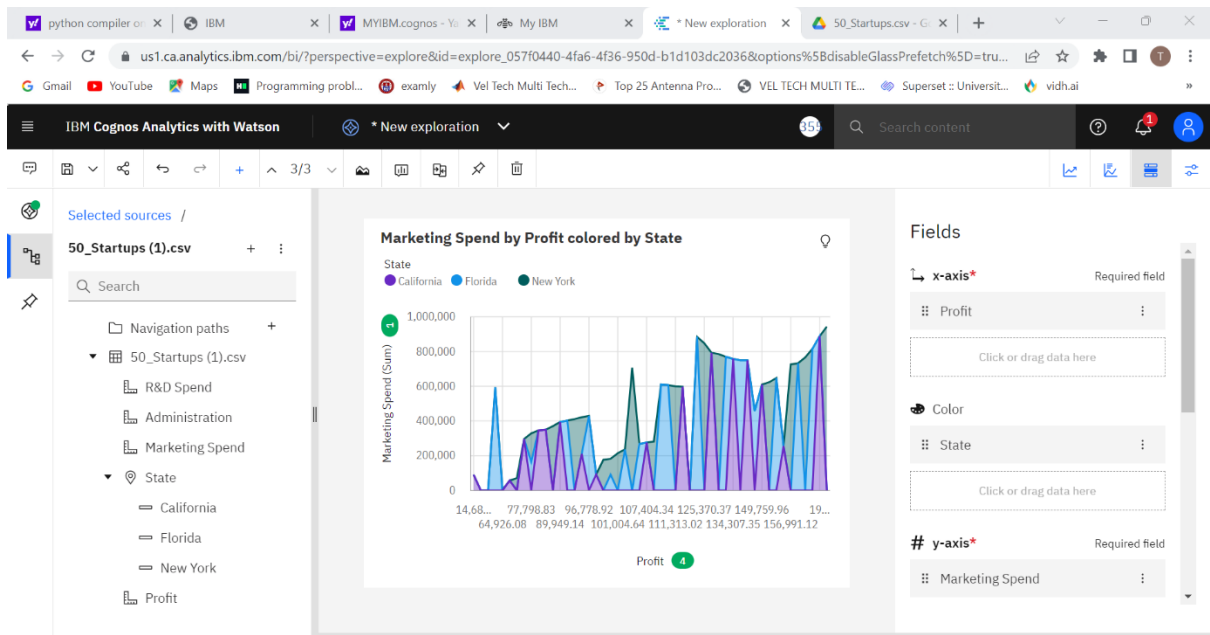 python compiler on
IBM
MYIBM.cognos - Ya
My IBM
* New exploration
50_Startups.csv - Go
us1.ca.analytics.ibm.com/bi/?perspective=explore&id=explore_057f0440-4fa6-4f36-950d-b1d103dc2036&options%5BdisableGlassPrefetch%5D=tru...
T
Gmail
YouTube
Maps
Programming probl...
examly
Vel Tech Multi Tech...
Top 25 Antenna Pro...
VEL TECH MULTI TE...
Superset :: Universit...
vidh.ai
»
IBM Cognos Analytics with Watson
* New exploration
355
Search content
1
3/3
Selected sources /
50_Startups (1).csv
Search
Navigation paths
50_Startups (1).csv
R&D Spend
Administration
Marketing Spend
State
California
Florida
New York
Profit
Marketing Spend by Profit colored by State
State
California Florida New York
1
Marketing Spend (Sum)
1,000,000
800,000
600,000
400,000
200,000
0
14,68... 77,798.83 96,778.92 107,404.34 125,370.37 149,759.96 19...
64,926.08 89,949.14 101,004.64 111,313.02 134,307.35 156,991.12
Profit 4
Fields
x-axis* Required field
Profit
Click or drag data here
Color
State
Click or drag data here
# y-axis* Required field
Marketing Spend